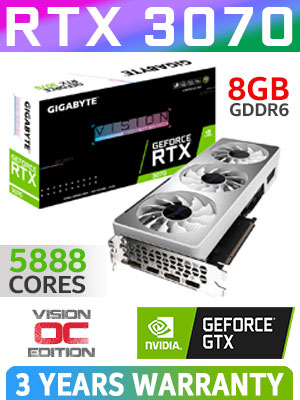 RTX 3070
8GB
GDDR6
GIGABYTE
VISION
GEFORCE
RTX
3070
GEFORCE
RTX
5888
CORES
VISION
OC
EDITION
NVIDIA
GEFORCE
GTX
3 YEARS WARRANTY